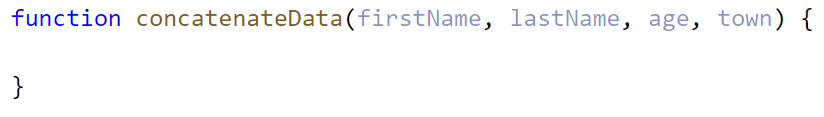 function concatenateData(firstName, lastName, age, town) {
}